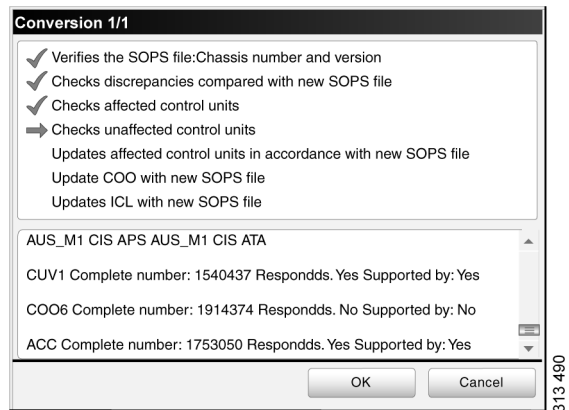 Conversion 1/1
Verifies the SOPS file:Chassis number and version
Checks discrepancies compared with new SOPS file
Checks affected control units
Checks unaffected control units
Updates affected control units in accordance with new SOPS file
Update COO with new SOPS file
Updates ICL with new SOPS file
AUS_M1 CIS APS AUS_M1 CIS ATA
CUV1 Complete number: 1540437 Respondds. Yes Supported by: Yes
COO6 Complete number: 1914374 Respondds. No Supported by: No
ACC Complete number: 1753050 Respondds. Yes Supported by: Yes
OK Cancel
313 490